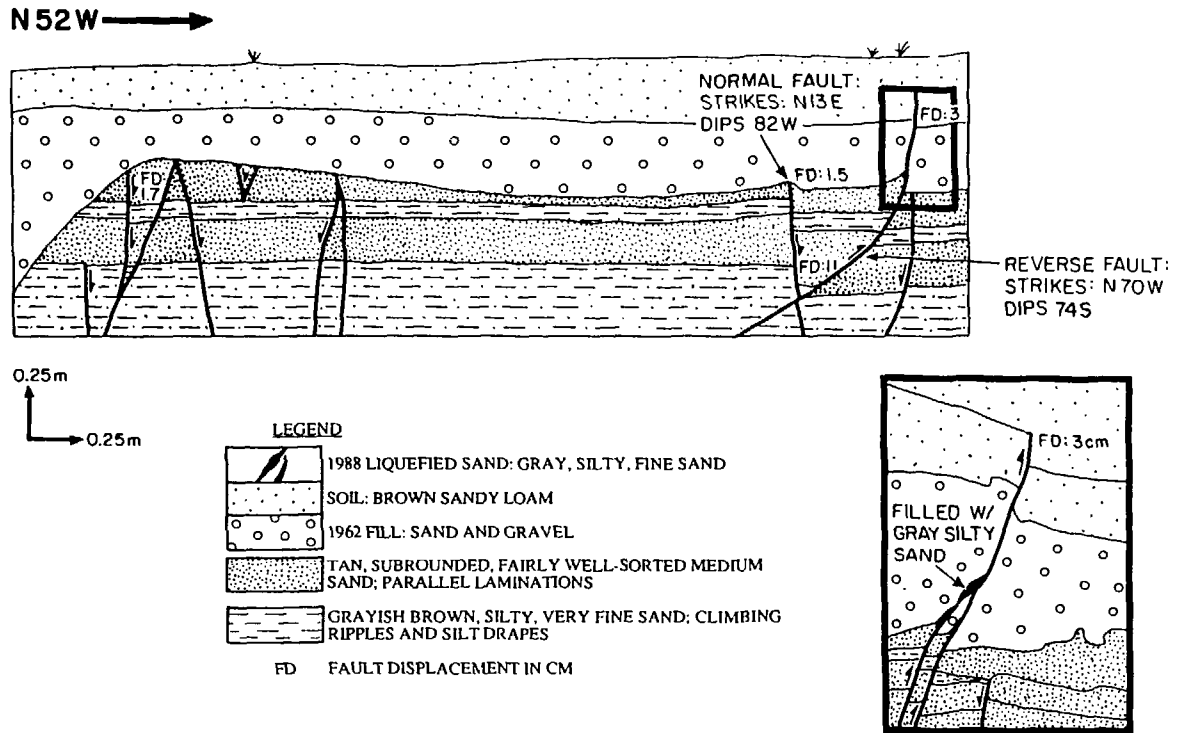 N52W
NORMAL FAULT:
STRIKES: N13E
DIPS 82W
FD:3
FD:
1.7
FD:1.5
FD:11
REVERSE FAULT:
STRIKES: N70W
DIPS 74S
0.25m
0.25m
LEGEND
1988 LIQUEFIED SAND: GRAY, SILTY, FINE SAND
SOIL: BROWN SANDY LOAM
1962 FILL: SAND AND GRAVEL
TAN, SUBROUNDED, FAIRLY WELL-SORTED MEDIUM
SAND; PARALLEL LAMINATIONS
GRAYISH BROWN, SILTY, VERY FINE SAND; CLIMBING
RIPPLES AND SILT DRAPES
FD FAULT DISPLACEMENT IN CM
FD: 3cm
FILLED W/
GRAY SILTY
SAND